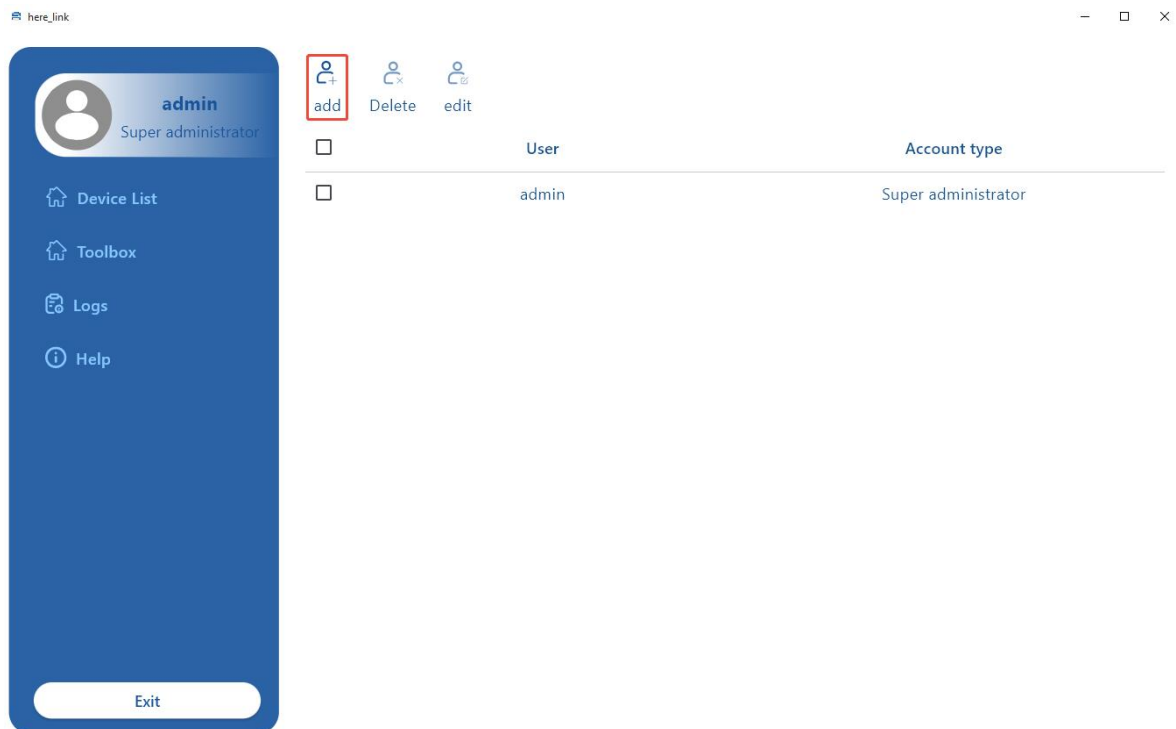 here_link
admin
Super administrator
Device List
Toolbox
Logs
Help
Exit
add Delete edit
User Account type
admin Super administrator